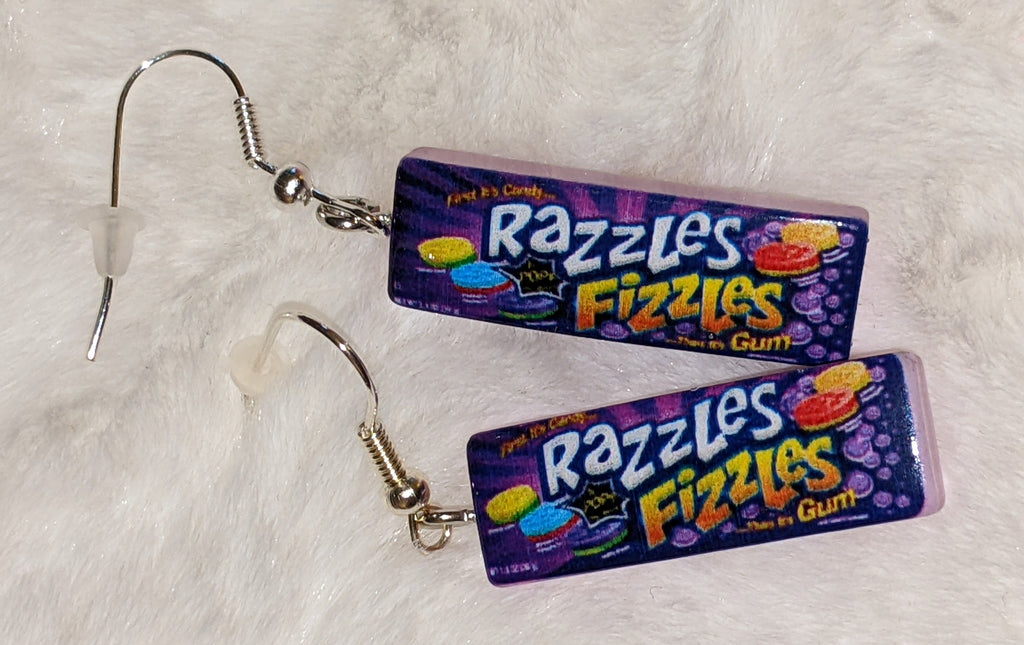 First It's Candy...
RaZZLeS
FiZZLeS
...Then It's Gum
First It's Candy...
RaZZLeS
FiZZLeS
...Then It's Gum